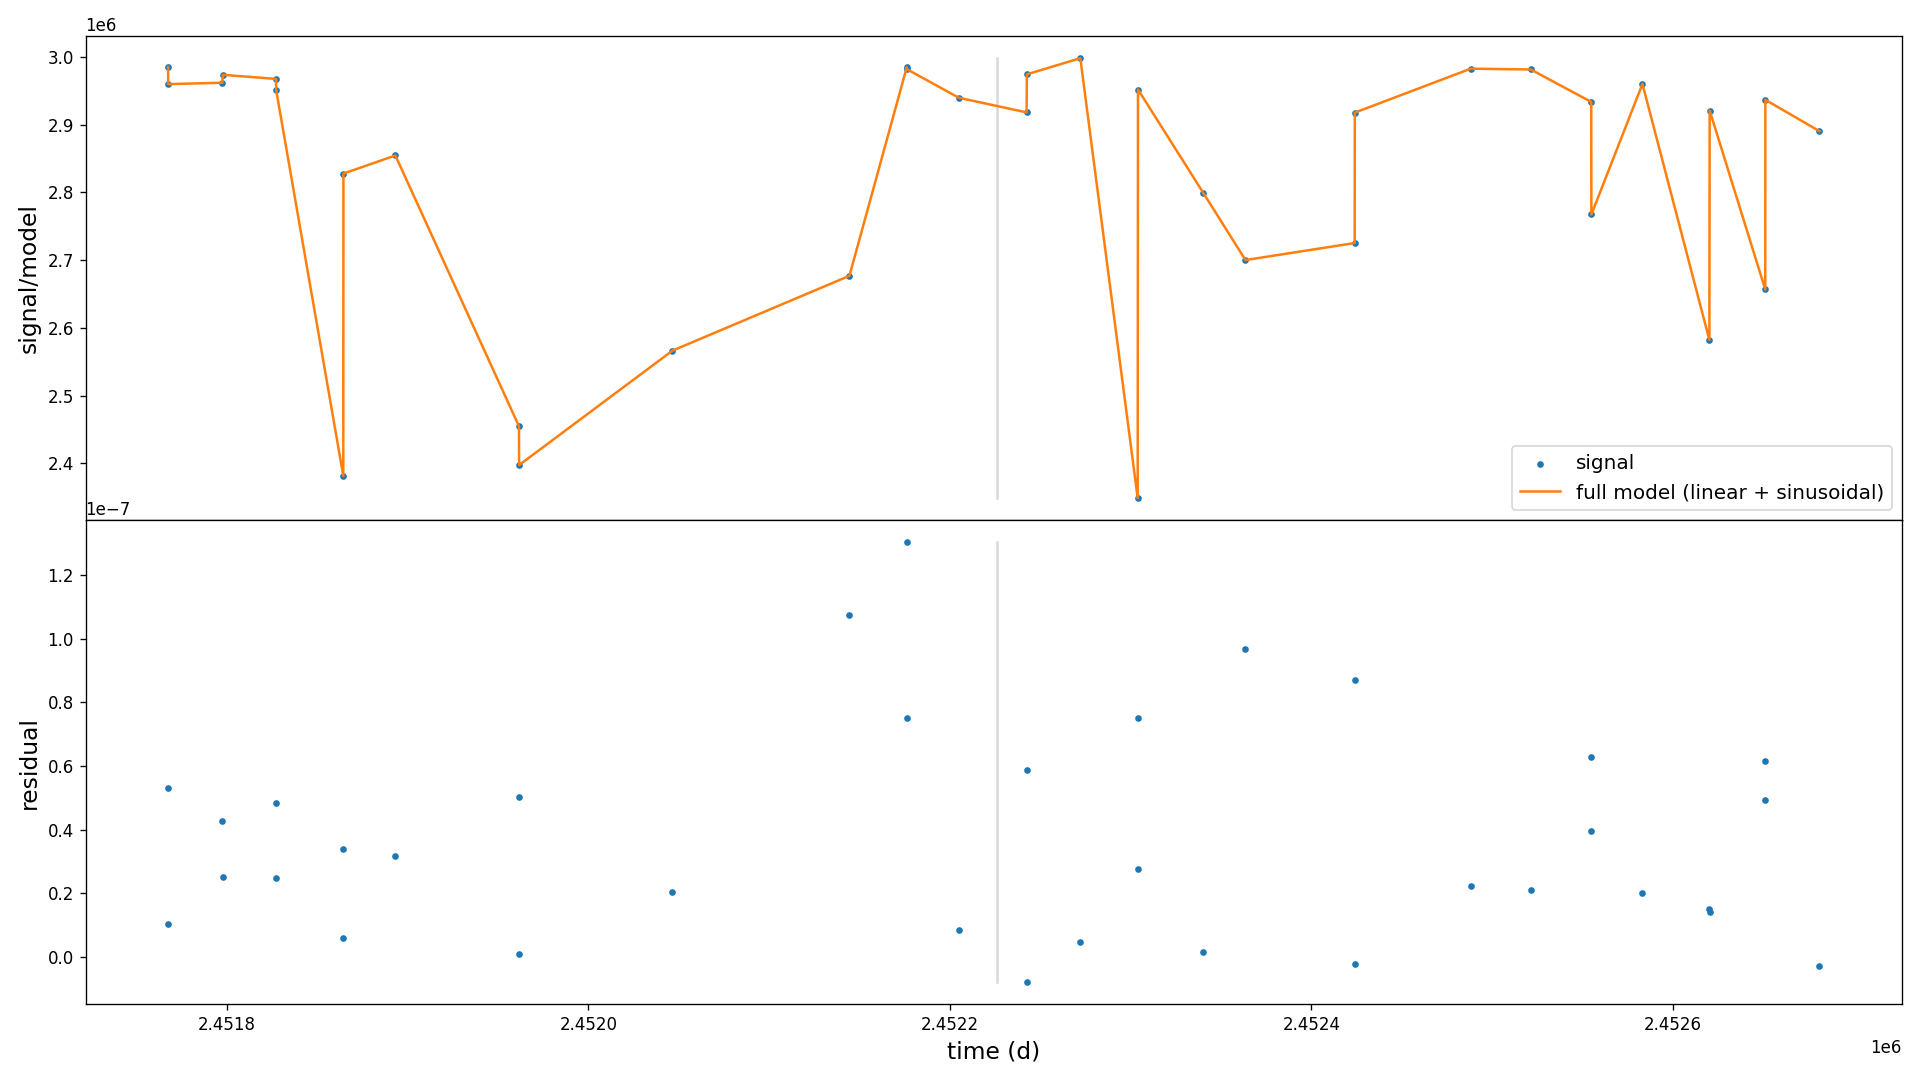 1e6
3.0
2.9
2.8
2.7
2.6
2.5
2.4
signal/model
signal
full model (linear + sinusoidal)
1e−7
1.2
1.0
0.8
0.6
0.4
0.2
0.0
residual
2.4518 2.4520 2.4522 2.4524 2.4526
time (d)
1e6